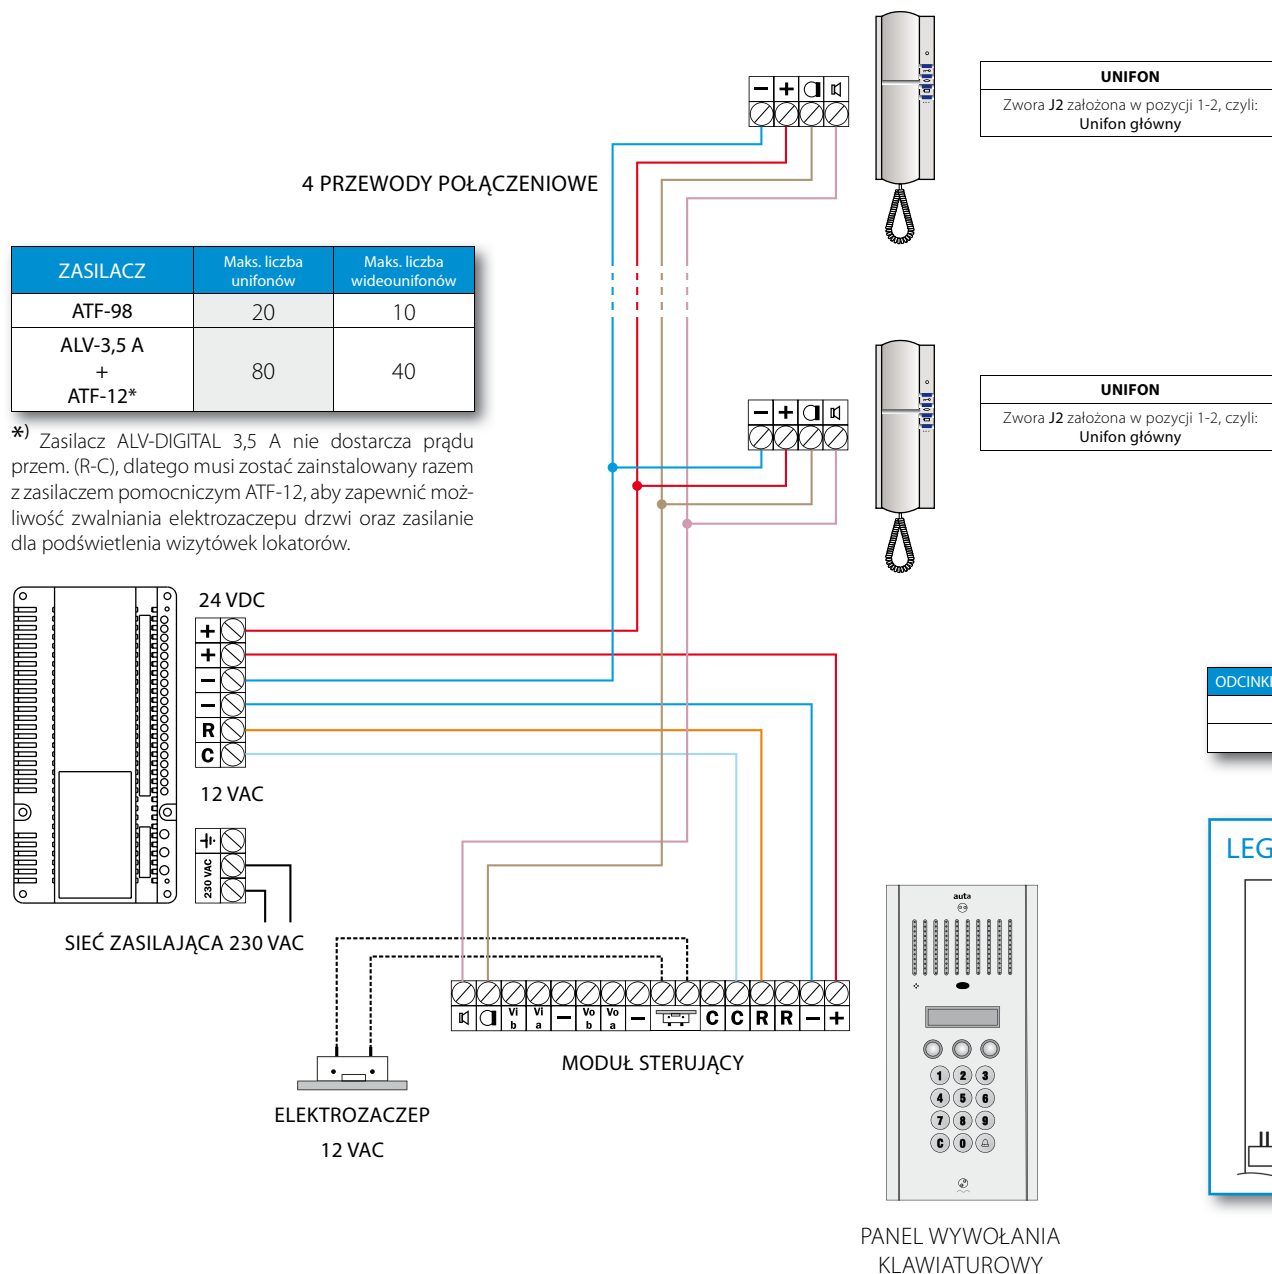 UNIFON
Zwora J2 założona w pozycji 1-2, czyli:
Unifon główny
4 PRZEWODY POŁĄCZENIOWE
ZASILACZ Maks. liczba unifonów Maks. liczba wideounifonów
ATF-98 20 10
ALV-3,5 A + ATF-12* 80 40
*) Zasilacz ALV-DIGITAL 3,5 A nie dostarcza prądu
przem. (R-C), dlatego musi zostać zainstalowany razem
z zasilaczem pomocniczym ATF-12, aby zapewnić moż-
liwość zwalniania elektrozaczepu drzwi oraz zasilanie
dla podświetlenia wizytówek lokatorów.
UNIFON
Zwora J2 założona w pozycji 1-2, czyli:
Unifon główny
24 VDC
+
+
−
−
R
C
12 VAC
230 VAC
SIEĆ ZASILAJĄCA 230 VAC
ODCINKI
LEG
auta
Vi b Vi a − Vo b Vo a − C C R R − +
MODUŁ STERUJĄCY
ELEKTROZACZEP
12 VAC
1 2 3
4 5 6
7 8 9
C 0
PANEL WYWOŁANIA
KLAWIATUROWY